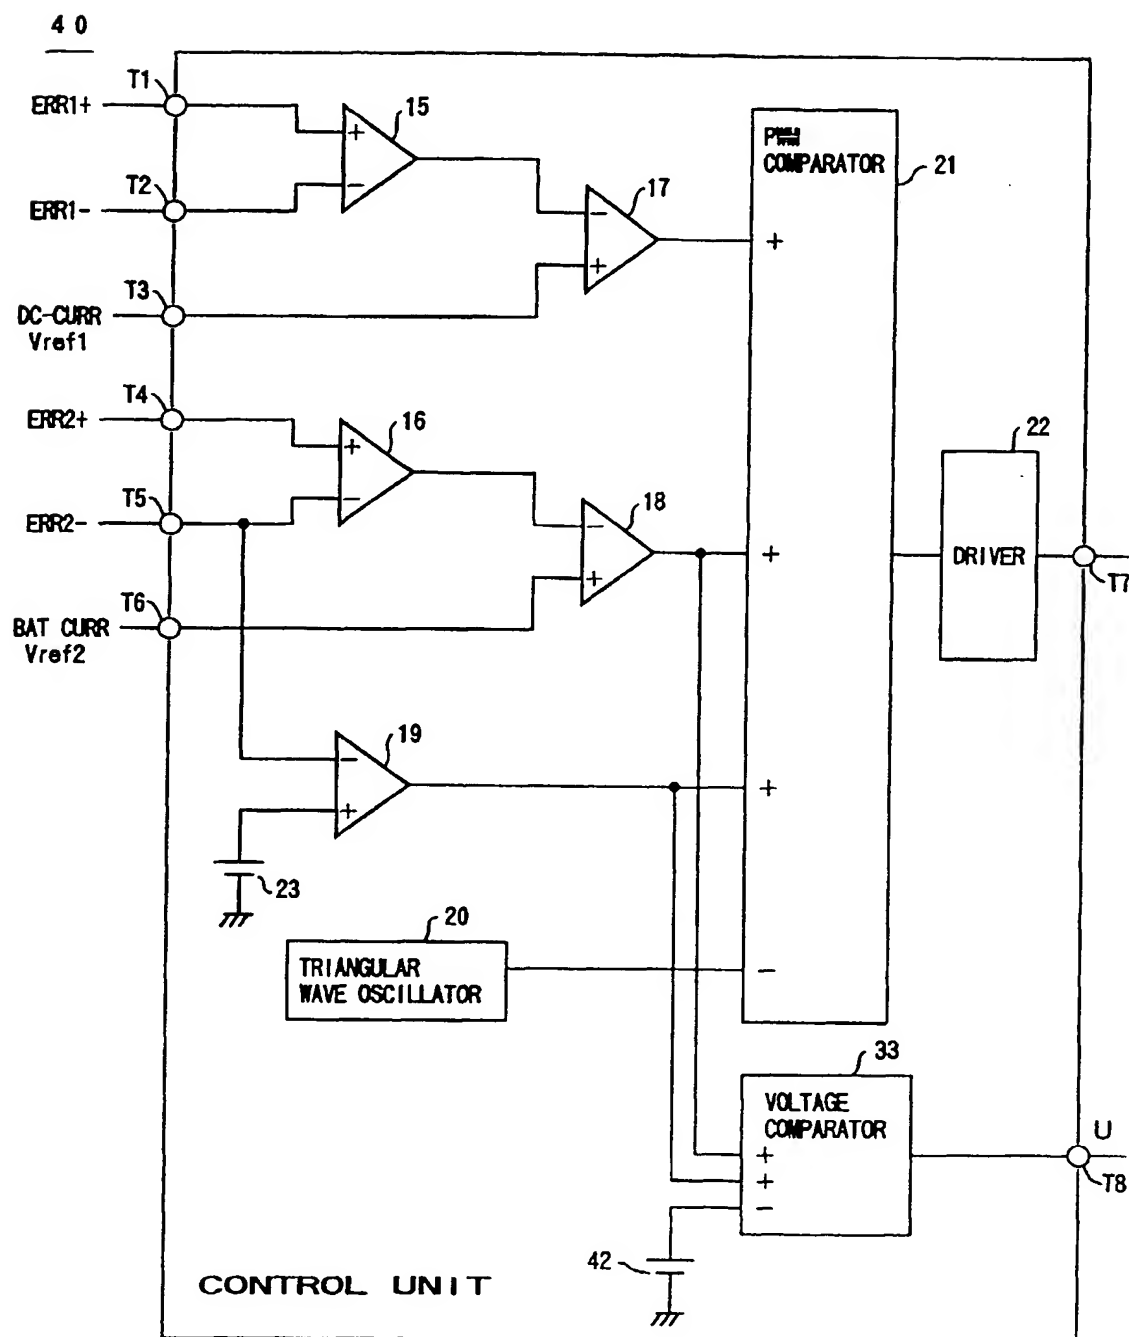 40
T1
ERR1+
15
T2
ERR1-
17
T3
DC-CURR
Vref1
+
-
-
+
COMPARATOR
21
+
T4
ERR2+
16
+
-
T5
ERR2-
18
-
+
+
T6
BAT CURR
Vref2
22
DRIVER
T7
19
-
+
+
23
20
TRIANGULAR
WAVE OSCILLATOR
-
33
VOLTAGE
COMPARATOR
+
+
-
U
T8
42
CONTROL UNIT